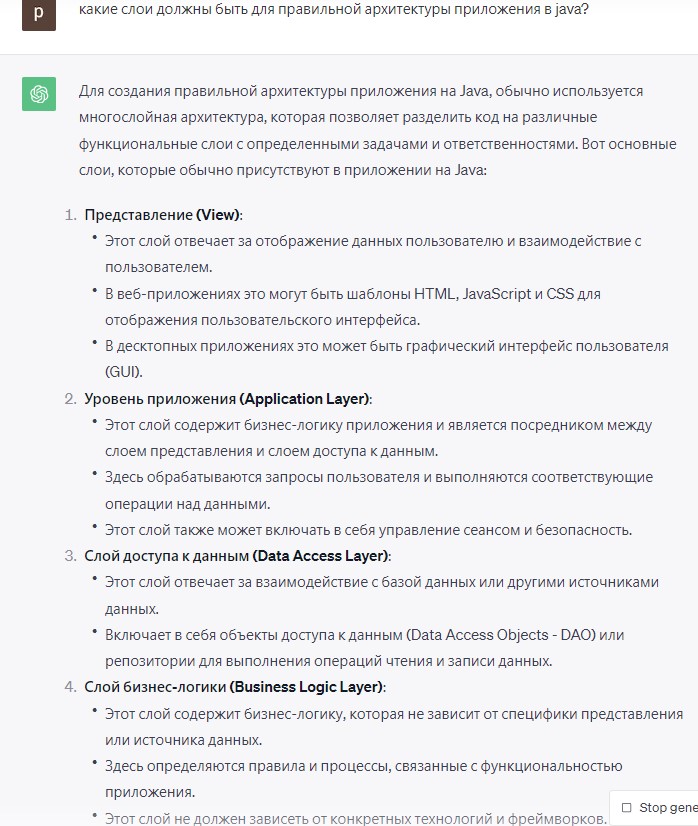 p
какие слои должны быть для правильной архитектуры приложения в java?
Для создания правильной архитектуры приложения на Java, обычно используется
многослойная архитектура, которая позволяет разделить код на различные
функциональные слои с определенными задачами и ответственностями. Вот основные
слои, которые обычно присутствуют в приложении на Java:
1. Представление (View):
• Этот слой отвечает за отображение данных пользователю и взаимодействие с
пользователем.
• В веб-приложениях это могут быть шаблоны HTML, JavaScript и CSS для
отображения пользовательского интерфейса.
• В десктопных приложениях это может быть графический интерфейс пользователя
(GUI).
2. Уровень приложения (Application Layer):
• Этот слой содержит бизнес-логику приложения и является посредником между
слоем представления и слоем доступа к данным.
• Здесь обрабатываются запросы пользователя и выполняются соответствующие
операции над данными.
• Этот слой также может включать в себя управление сеансом и безопасность.
3. Слой доступа к данным (Data Access Layer):
• Этот слой отвечает за взаимодействие с базой данных или другими источниками
данных.
• Включает в себя объекты доступа к данным (Data Access Objects - DAO) или
репозитории для выполнения операций чтения и записи данных.
4. Слой бизнес-логики (Business Logic Layer):
• Этот слой содержит бизнес-логику, которая не зависит от специфики представления
или источника данных.
• Здесь определяются правила и процессы, связанные с функциональностью
приложения.
• Этот слой не должен зависеть от конкретных технологий и фреймворков.
Stop gene